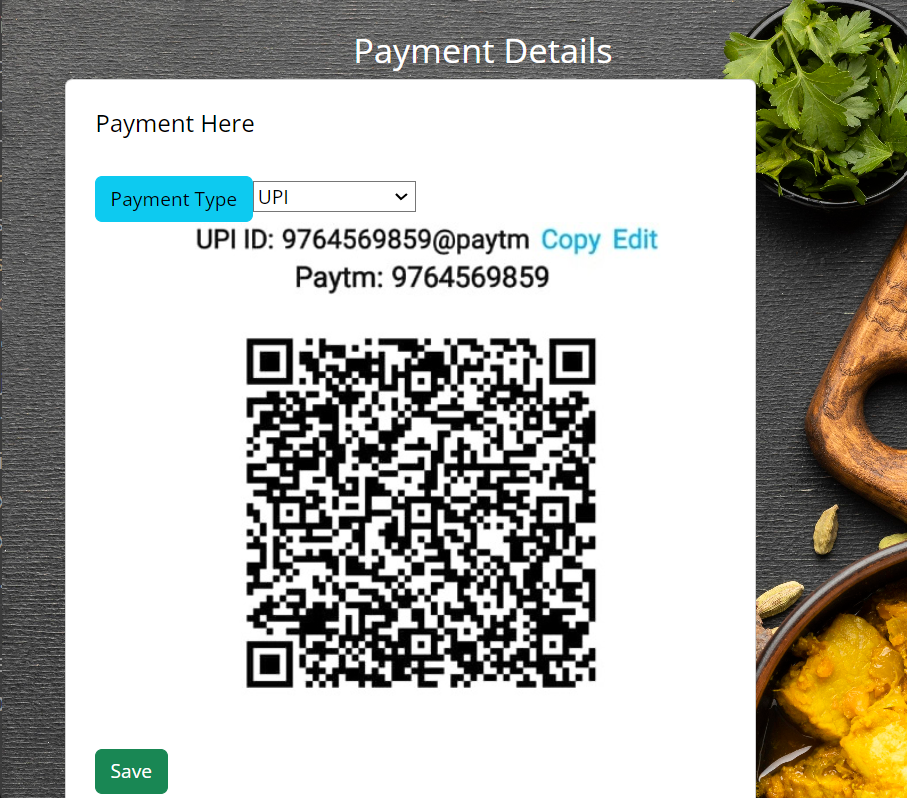 Payment Details
Payment Here
Payment Type UPI
UPI ID: 9764569859@paytm Copy Edit
Paytm: 9764569859
Save